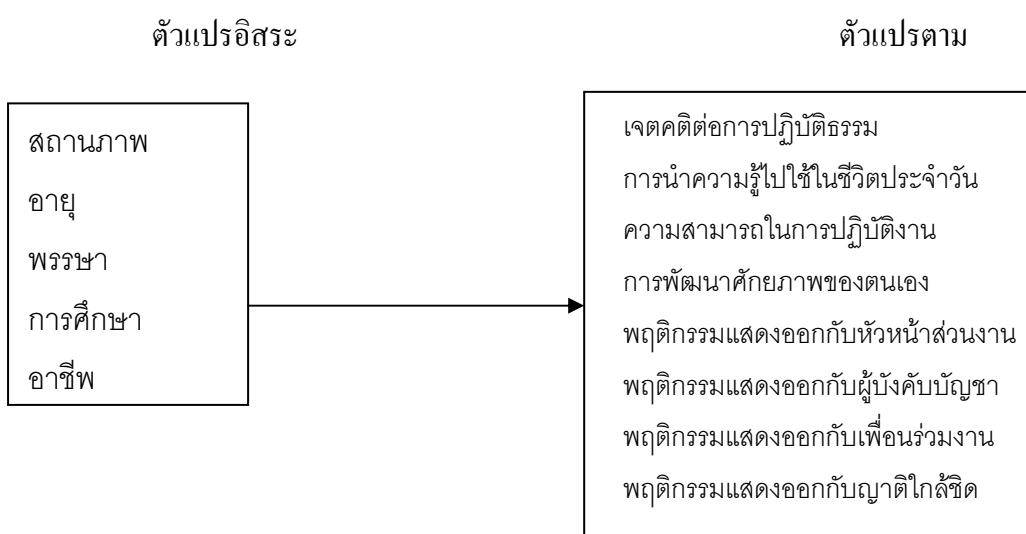 ตัวแปรอิสระ
ตัวแปรตาม
สถานภาพ
อายุ
พรรษา
การศึกษา
อาชีพ
เจตคติต่อการปฏิบัติธรรม
การนำความรู้ไปใช้ในชีวิตประจำวัน
ความสามารถในการปฏิบัติงาน
การพัฒนาศักยภาพของตนเอง
พฤติกรรมแสดงออกกับหัวหน้าส่วนงาน
พฤติกรรมแสดงออกกับผู้บังคับบัญชา
พฤติกรรมแสดงออกกับเพื่อนร่วมงาน
พฤติกรรมแสดงออกกับญาติใกล้ชิด